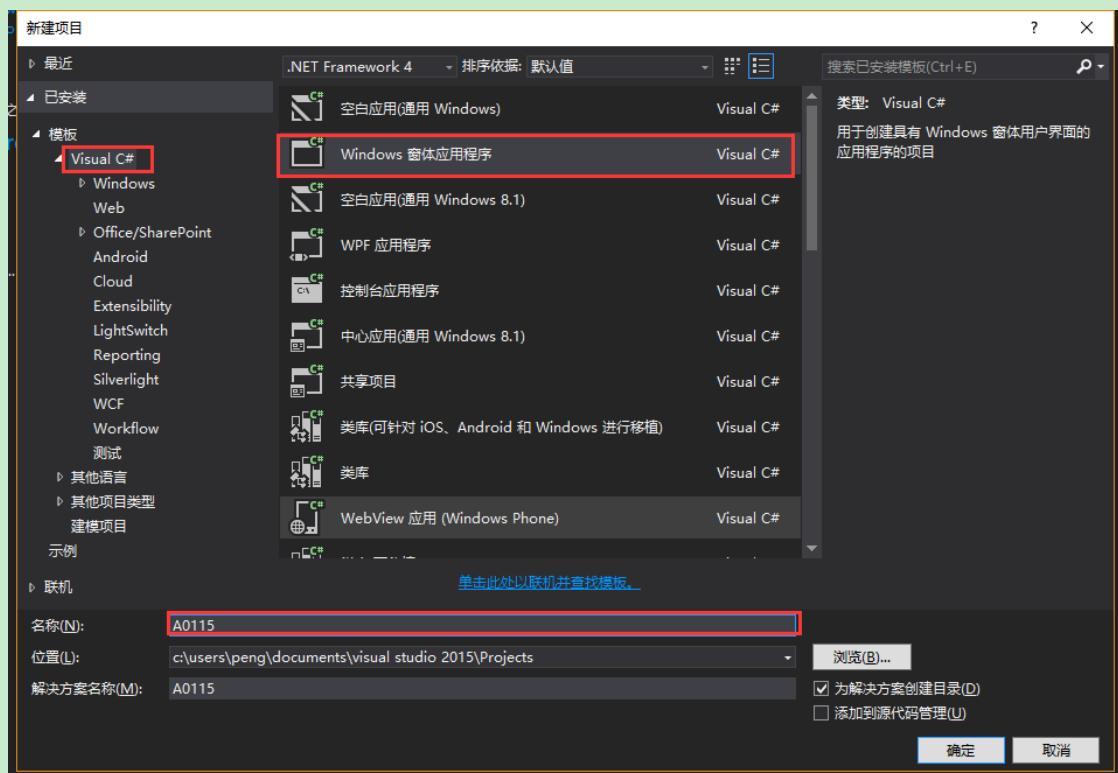 新建项目
?
最近
.NET Framework 4
排序依据:
默认值
搜索已安装模板(Ctrl+E)
已安装
模板
Visual C#
Windows
Web
Office/SharePoint
Android
Cloud
Extensibility
LightSwitch
Reporting
Silverlight
WCF
Workflow
测试
其他语言
其他项目类型
建模项目
示例
联机
空白应用(通用 Windows) Visual C#
Windows 窗体应用程序 Visual C#
空白应用(通用 Windows 8.1) Visual C#
WPF 应用程序 Visual C#
控制台应用程序 Visual C#
中心应用(通用 Windows 8.1) Visual C#
共享项目 Visual C#
类库(可针对 iOS、Android 和 Windows 进行移植) Visual C#
类库 Visual C#
WebView 应用 (Windows Phone) Visual C#
单击此处以联机并查找模板。
类型: Visual C#
用于创建具有 Windows 窗体用户界面的
应用程序的项目
名称(N): A0115
位置(L): c:\users\peng\documents\visual studio 2015\Projects 浏览(B)...
解决方案名称(M): A0115 为解决方案创建目录(D)
添加到源代码管理(U)
确定 取消